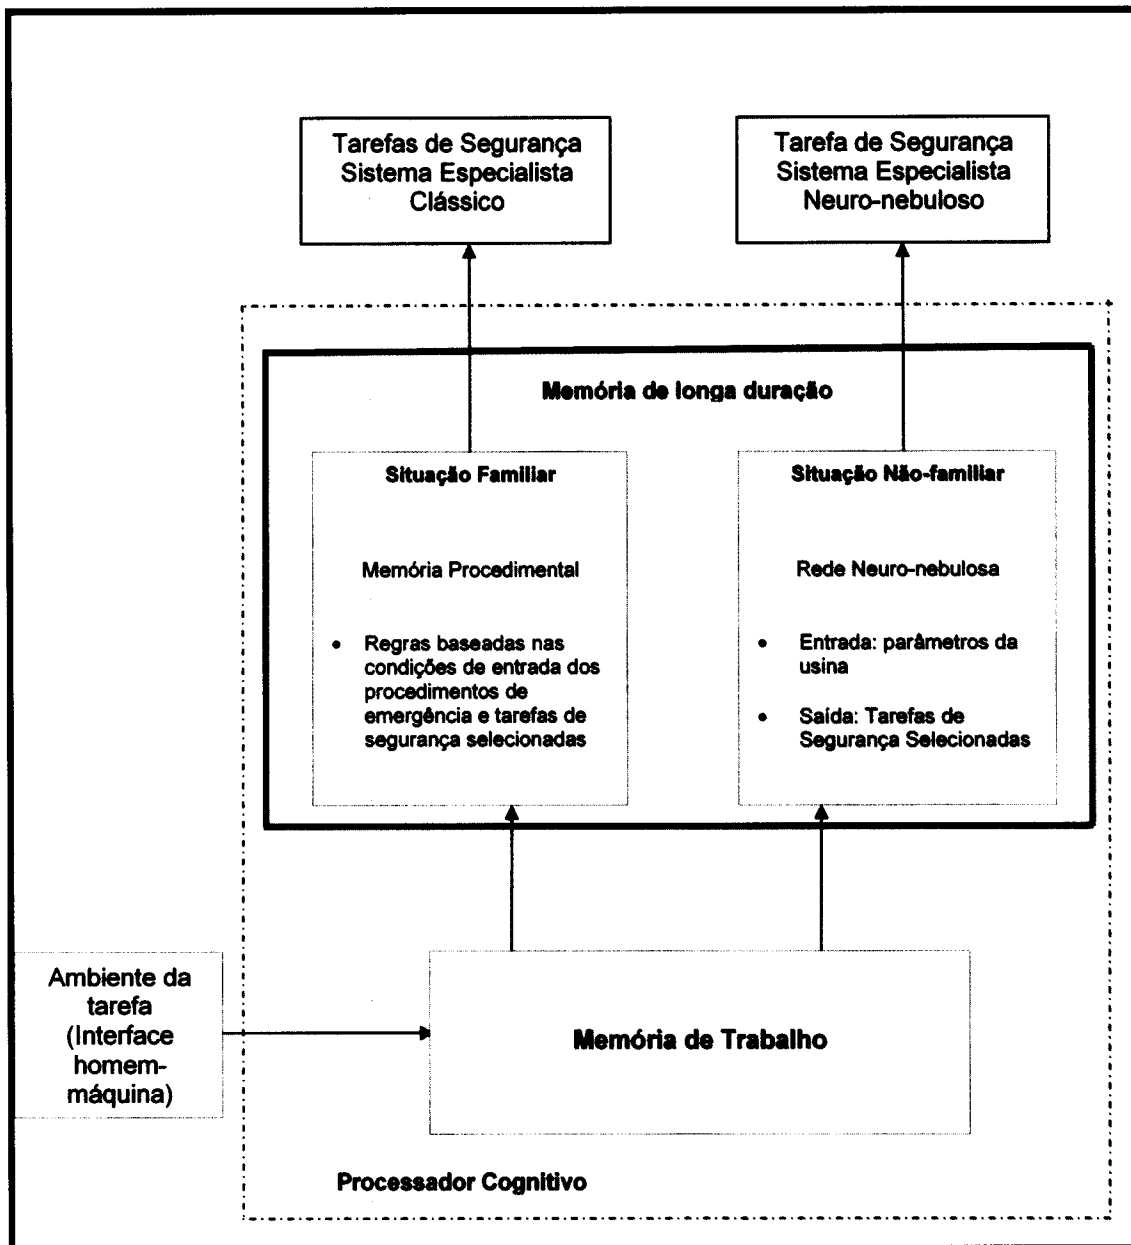 Tarefas de Segurança
Sistema Especialista
Clássico
Tarefa de Segurança
Sistema Especialista
Neuro-nebuloso
Memória de longa duração
Situação Familiar
Memória Procedimental
• Regras baseadas nas
condições de entrada dos
procedimentos de
emergência e tarefas de
segurança selecionadas
Situação Não-familiar
Rede Neuro-nebulosa
• Entrada: parâmetros da
usina
• Saída: Tarefas de
Segurança Selecionadas
Ambiente da
tarefa
(Interface
homem-
máquina)
Memória de Trabalho
Processador Cognitivo